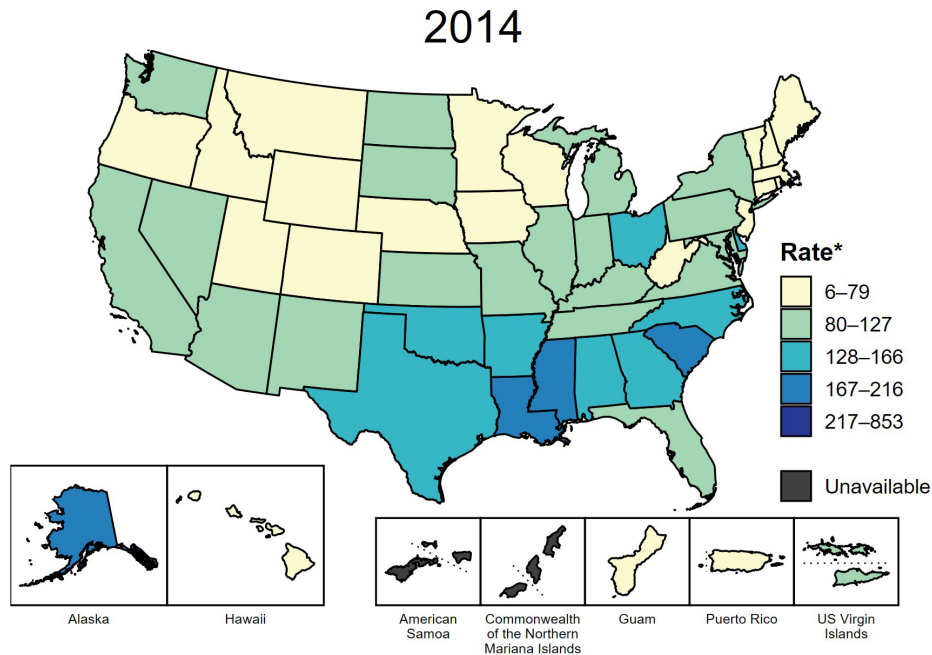 2014
Rate*
6–79
80–127
128–166
167–216
217–853
Unavailable
Alaska
Hawaii
American
Samoa
Commonwealth
of the Northern
Mariana Islands
Guam
Puerto Rico
US Virgin
Islands